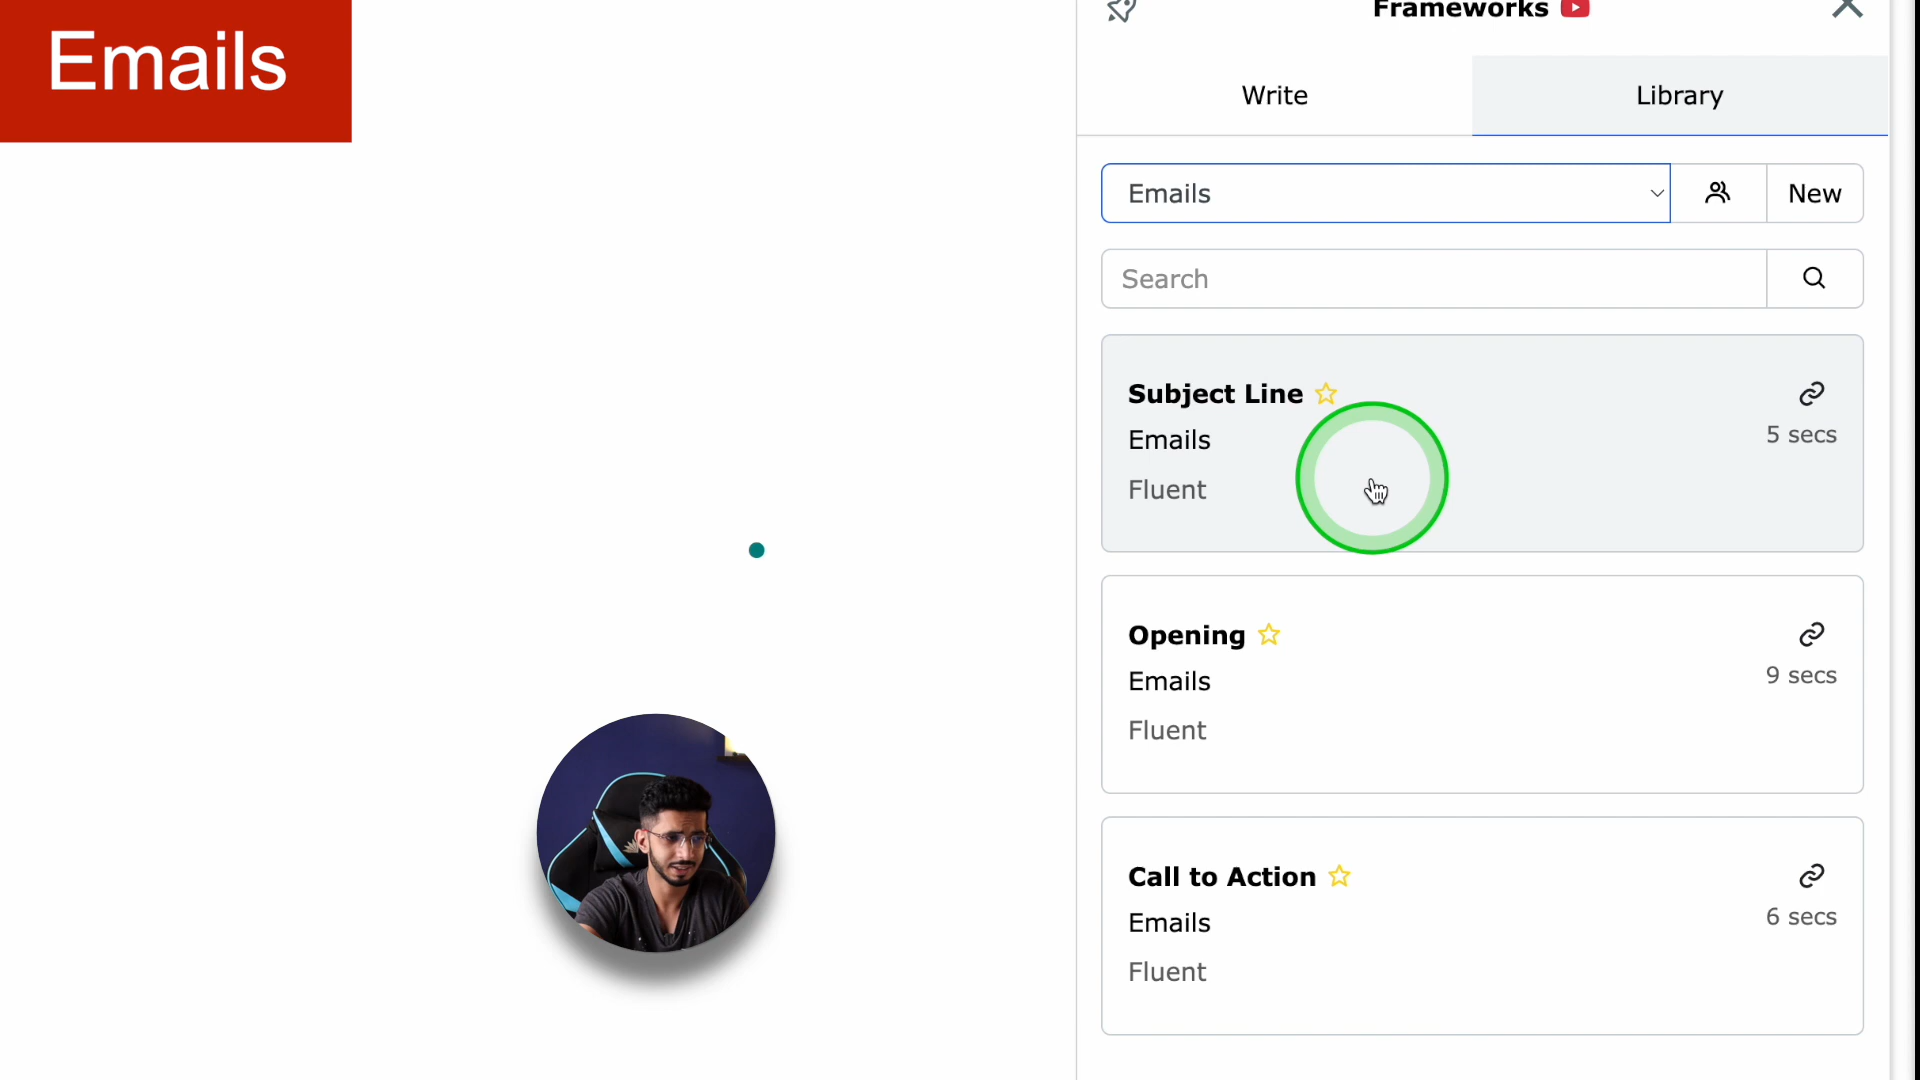 Emails
Frameworks
Write
Library
Emails
New
Search
Subject Line
Emails
5 secs
Fluent
Opening
Emails
9 secs
Fluent
Call to Action
Emails
6 secs
Fluent